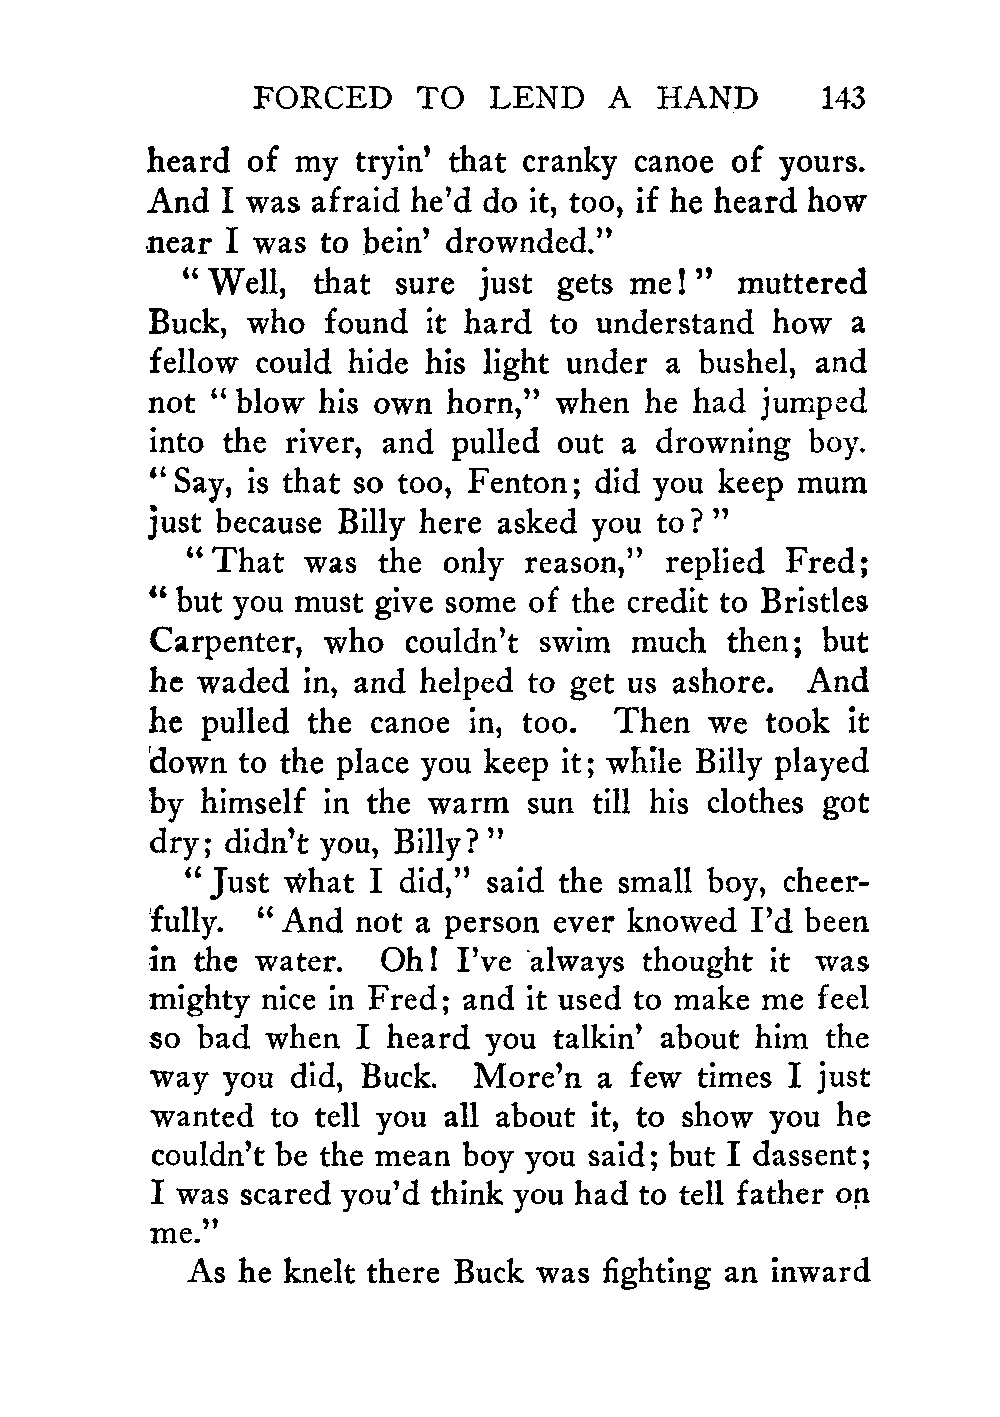 FORCED TO LEND A HAND 143
heard of my tryin' that cranky canoe of yours.
And I was afraid he'd do it, too, if he heard how
near I was to bein' drownded."
"Well, that sure just gets me!" muttered
Buck, who found it hard to understand how a
fellow could hide his light under a bushel, and
not "blow his own horn," when he had jumped
into the river, and pulled out a drowning boy.
"Say, is that so too, Fenton; did you keep mum
just because Billy here asked you to?"
"That was the only reason," replied Fred;
"but you must give some of the credit to Bristles
Carpenter, who couldn't swim much then; but
he waded in, and helped to get us ashore. And
he pulled the canoe in, too. Then we took it
down to the place you keep it; while Billy played
by himself in the warm sun till his clothes got
dry; didn't you, Billy?"
"Just what I did," said the small boy, cheer-
fully. "And not a person ever knowed I'd been
in the water. Oh! I've always thought it was
mighty nice in Fred; and it used to make me feel
so bad when I heard you talkin' about him the
way you did, Buck. More'n a few times I just
wanted to tell you all about it, to show you he
couldn't be the mean boy you said; but I dassent;
I was scared you'd think you had to tell father on
me."
As he knelt there Buck was fighting an inward